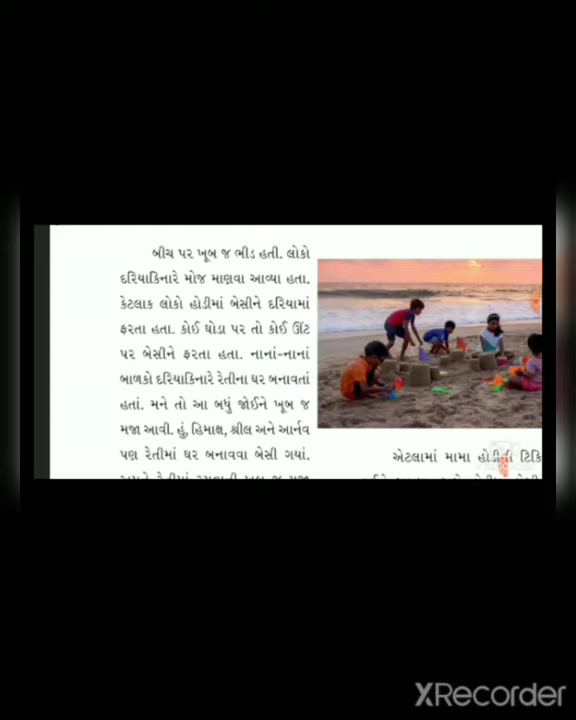 બીચ પર ખૂબ જ ભીડ હતી. લોકો
દરિયાકિનારે મોજ માણવા આવ્યા હતા.
કેટલાક લોકો હોડીમાં બેસીને દરિયામાં
ફરતા હતા. કોઈ ઘોડા પર તો કોઈ ઊંટ
પર બેસીને ફરતા હતા. નાનાં-નાનાં
બાળકો દરિયાકિનારે રેતીના ઘર બનાવતાં
હતાં. મને તો આ બધું જોઈને ખૂબ જ
મજા આવી. હું, હિમાક્ષ, શ્રીલ અને આર્નવ
પણ રેતીમાં ઘર બનાવવા બેસી ગયાં.
એટલામાં મામા હોડીની ટિકિ
XRecorder